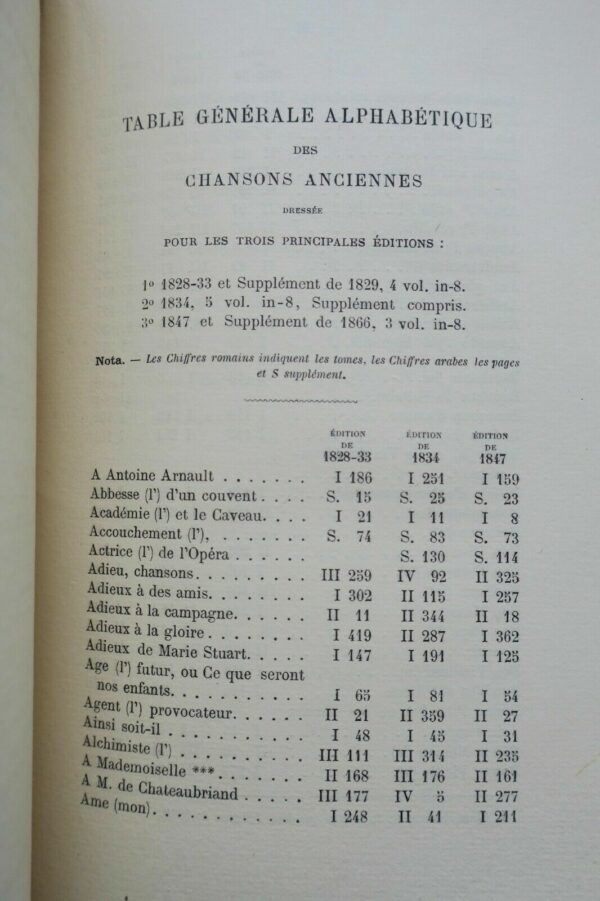 TABLE GÉNÉRALE ALPHABÉTIQUE
DES
CHANSONS ANCIENNES
DRESSÉE
POUR LES TROIS PRINCIPALES ÉDITIONS :
1º 1828-33 et Supplément de 1829, 4 vol. in-8.
2º 1834, 5 vol. in-8, Supplément compris.
3º 1847 et Supplément de 1866, 3 vol. in-8.
Nota. — Les Chiffres romains indiquent les tomes, les Chiffres arabes les pages
et S supplément.
ÉDITION DE 1828-33 ÉDITION DE 1834 ÉDITION DE 1847
A Antoine Arnault . . . . . . . I 186 I 251 I 159
Abbesse (l') d'un couvent . . . . S. 15 S. 25 S. 23
Académie (l') et le Caveau. . . . I 21 I 11 I 8
Accouchement (l'), . . . . . . . S. 74 S. 83 S. 73
Actrice (l') de l'Opéra . . . . . . S. 130 S. 114
Adieu, chansons. . . . . . . . . III 259 IV 92 II 325
Adieux à des amis. . . . . . . . I 302 II 115 I 257
Adieux à la campagne. . . . . . II 11 II 344 II 18
Adieux à la gloire . . . . . . . . I 419 II 287 I 362
Adieux de Marie Stuart. . . . . I 147 I 191 I 125
Age (l') futur, ou Ce que seront
nos enfants. . . . . . . . . . . I 65 I 81 I 54
Agent (l') provocateur. . . . . . II 21 II 359 II 27
Ainsi soit-il . . . . . . . . . . . I 48 I 45 I 31
Alchimiste (l') . . . . . . . . . . III 111 III 314 II 235
A Mademoiselle ***. . . . . . . II 168 III 176 II 161
A M. de Chateaubriand . . . . . III 177 IV 5 II 277
Ame (mon). . . . . . . . . . . . I 248 II 41 I 211